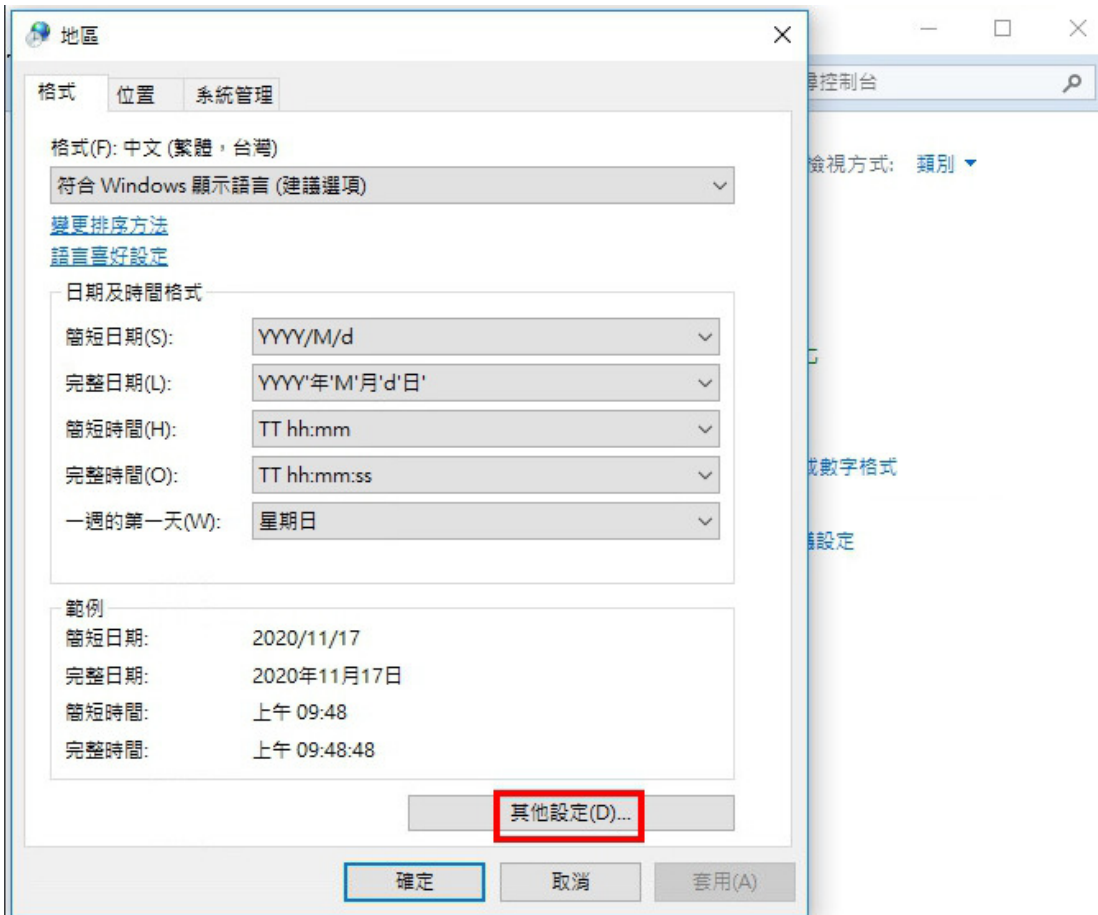 地區
格式
位置
系統管理
格式(F): 中文 (繁體，台灣)
符合 Windows 顯示語言 (建議選項)
變更排序方法
語言喜好設定
日期及時間格式
簡短日期(S): YYYY/M/d
完整日期(L): YYYY'年'M'月'd'日'
簡短時間(H): TT hh:mm
完整時間(O): TT hh:mm:ss
一週的第一天(W): 星期日
範例
簡短日期: 2020/11/17
完整日期: 2020年11月17日
簡短時間: 上午 09:48
完整時間: 上午 09:48:48
其他設定(D)...
確定
取消
套用(A)
控制台
檢視方式: 類別
數字格式
設定